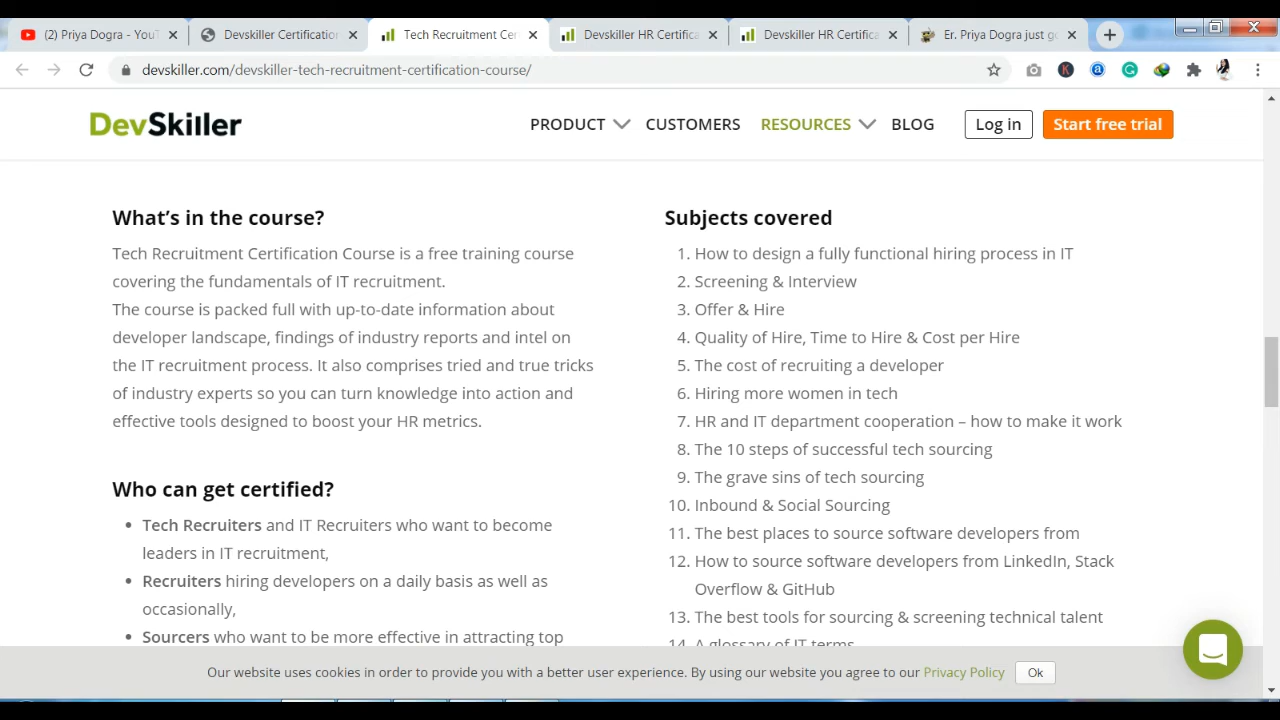 (2) Priya Dogra - YouT
Devskiller Certification
Tech Recruitment Ce
Devskiller HR Certifica
Devskiller HR Certifica
Er. Priya Dogra just go
devskiller.com/devskiller-tech-recruitment-certification-course/
DevSkiller
PRODUCT
CUSTOMERS
RESOURCES
BLOG
Log in
Start free trial
What's in the course?
Tech Recruitment Certification Course is a free training course
covering the fundamentals of IT recruitment.
The course is packed full with up-to-date information about
developer landscape, findings of industry reports and intel on
the IT recruitment process. It also comprises tried and true tricks
of industry experts so you can turn knowledge into action and
effective tools designed to boost your HR metrics.
Who can get certified?
• Tech Recruiters and IT Recruiters who want to become
leaders in IT recruitment,
• Recruiters hiring developers on a daily basis as well as
occasionally,
• Sourcers who want to be more effective in attracting top
Subjects covered
1. How to design a fully functional hiring process in IT
2. Screening & Interview
3. Offer & Hire
4. Quality of Hire, Time to Hire & Cost per Hire
5. The cost of recruiting a developer
6. Hiring more women in tech
7. HR and IT department cooperation – how to make it work
8. The 10 steps of successful tech sourcing
9. The grave sins of tech sourcing
10. Inbound & Social Sourcing
11. The best places to source software developers from
12. How to source software developers from LinkedIn, Stack
Overflow & GitHub
13. The best tools for sourcing & screening technical talent
14. A glossary of IT terms
Our website uses cookies in order to provide you with a better user experience. By using our website you agree to our Privacy Policy
Ok